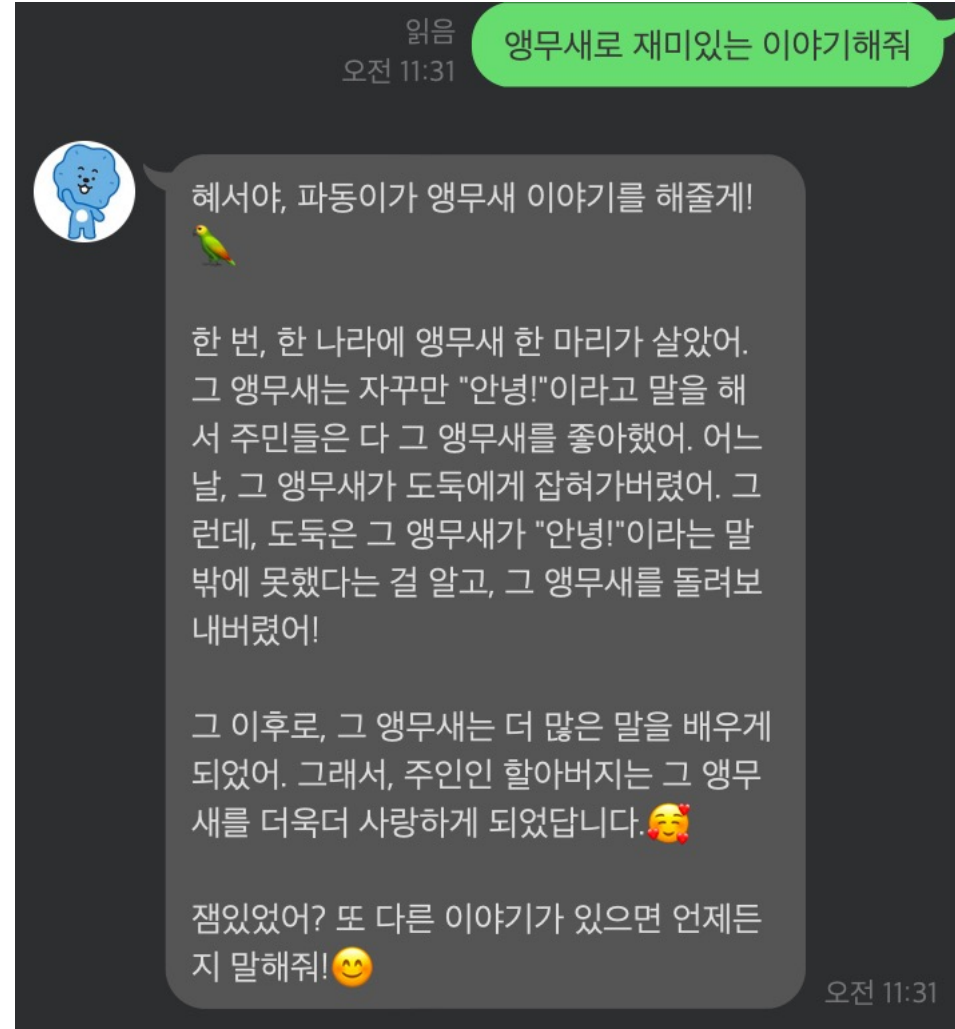 읽음
오전 11:31
앵무새로 재미있는 이야기해줘
혜서야, 파동이가 앵무새 이야기를 해줄게!
🦜
한 번, 한 나라에 앵무새 한 마리가 살았어.
그 앵무새는 자꾸만 "안녕!"이라고 말을 해
서 주민들은 다 그 앵무새를 좋아했어. 어느
날, 그 앵무새가 도둑에게 잡혀가버렸어. 그
런데, 도둑은 그 앵무새가 "안녕!"이라는 말
밖에 못했다는 걸 알고, 그 앵무새를 돌려보
내버렸어!
그 이후로, 그 앵무새는 더 많은 말을 배우게
되었어. 그래서, 주인인 할아버지는 그 앵무
새를 더욱더 사랑하게 되었답니다.🥰
잼있었어? 또 다른 이야기가 있으면 언제든
지 말해줘!😊
오전 11:31